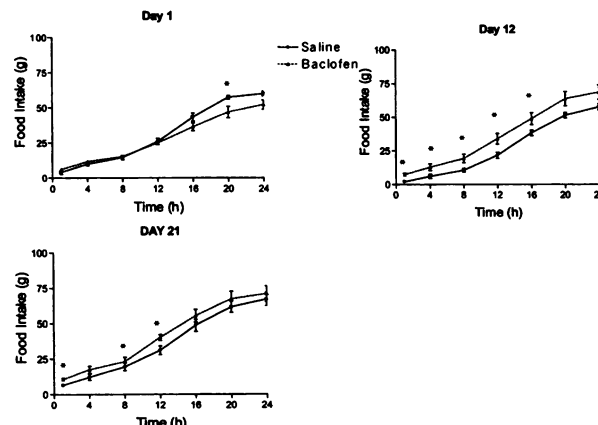 Day 1
Food Intake (g)
100
75
50
25
0
*
0 4 8 12 16 20 24
Time (h)
Saline
Baclofen
Day 12
Food Intake (g)
100
75
50
25
0
* * * * *
0 4 8 12 16 20 24
Time (h)
DAY 21
Food Intake (g)
100
75
50
25
0
* * *
0 4 8 12 16 20 24
Time (h)